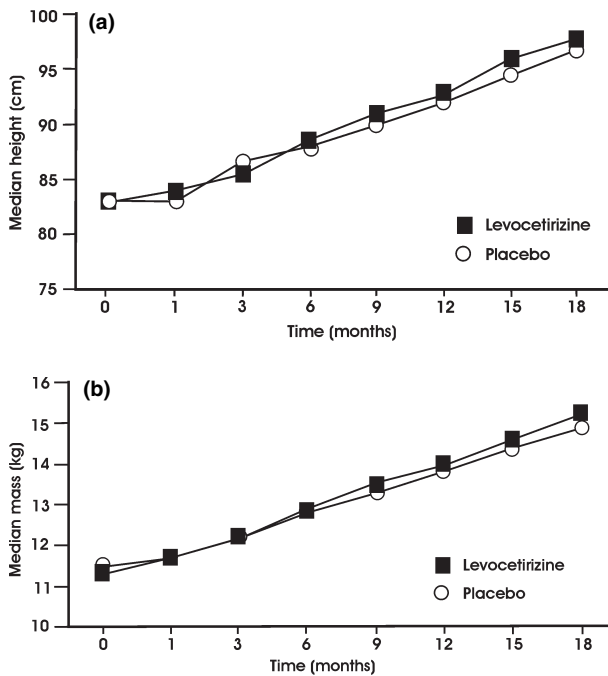 (a)
100
95
90
85
80
75
Median height (cm)
Levocetirizine
Placebo
0 1 3 6 9 12 15 18
Time (months)
(b)
16
15
14
13
12
11
10
Median mass (kg)
Levocetirizine
Placebo
0 1 3 6 9 12 15 18
Time (months)